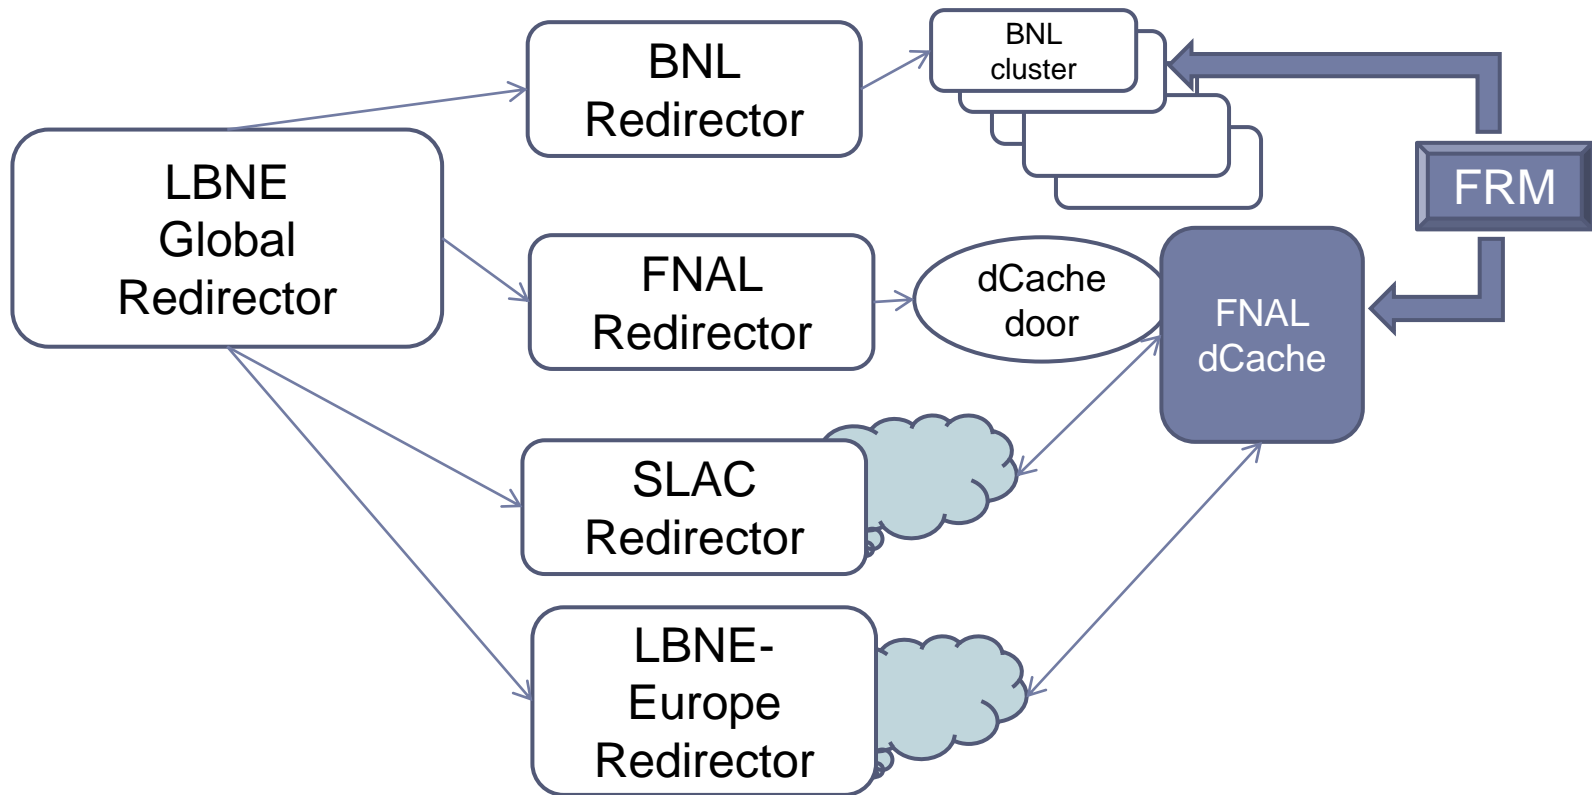 BNL
Redirector
BNL
cluster
LBNE
Global
Redirector
FRM
FNAL
Redirector
dCache
door
FNAL
dCache
SLAC
Redirector
LBNE-
Europe
Redirector